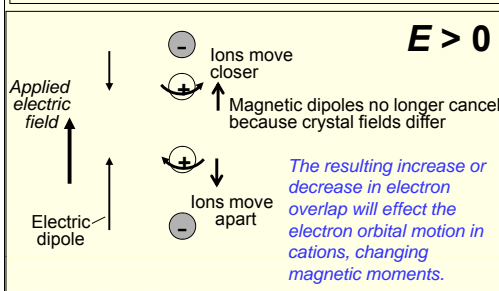 E > 0
-
Ions move
closer
Applied
electric
field
+
Magnetic dipoles no longer cancel
because crystal fields differ
+
The resulting increase or
decrease in electron
overlap will effect the
electron orbital motion in
cations, changing
magnetic moments.
Ions move
apart
Electric
dipole
-